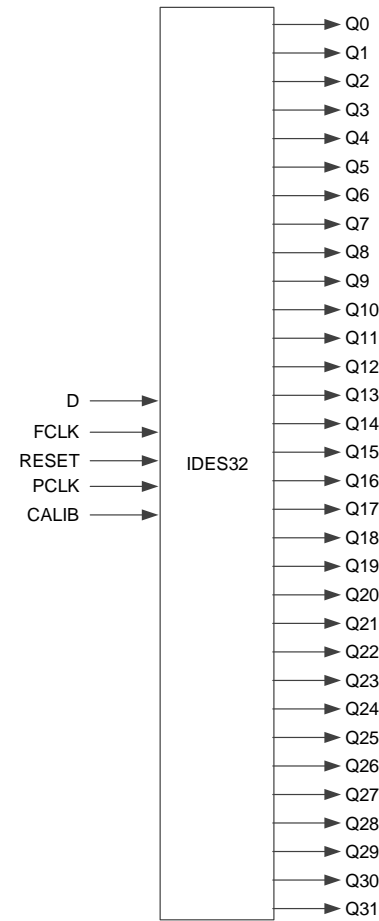 Q0
Q1
Q2
Q3
Q4
Q5
Q6
Q7
Q8
Q9
Q10
Q11
Q12
D
Q13
FCLK
Q14
RESET
IDES32
Q15
PCLK
Q16
CALIB
Q17
Q18
Q19
Q20
Q21
Q22
Q23
Q24
Q25
Q26
Q27
Q28
Q29
Q30
Q31